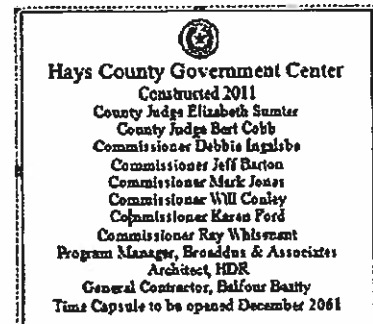 Hays County Government Center
Constructed 2011
County Judge Elizabeth Sumter
County Judge Bert Cobb
Commissioner Debbie Ingalsbe
Commissioner Jeff Barton
Commissioner Mark Jones
Commissioner Will Conley
Commissioner Karen Ford
Commissioner Ray Whisenant
Program Manager, Broaddus & Associates
Architect, HDR
General Contractor, Balfour Beatty
Time Capsule to be opened December 2061